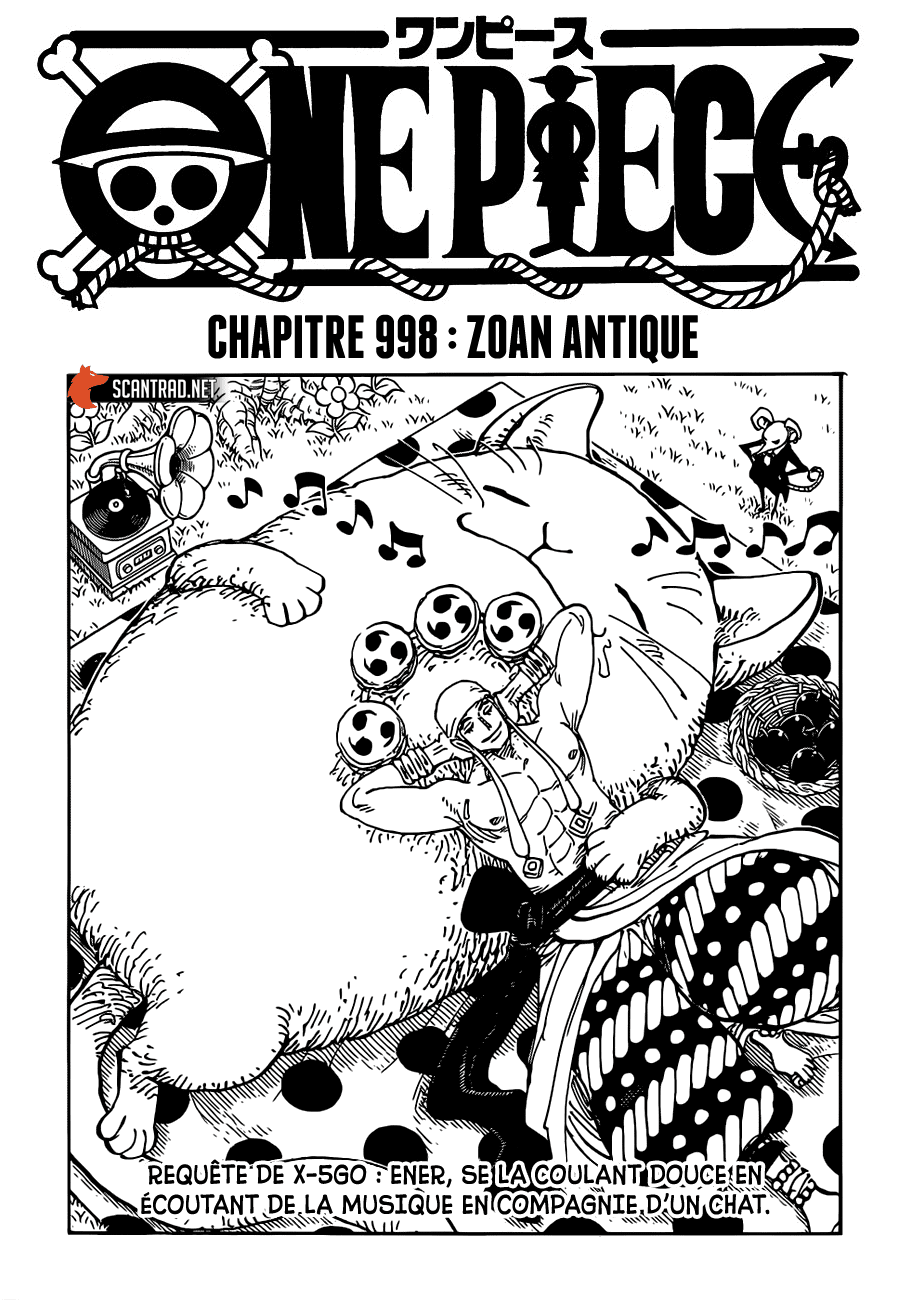 ワンピース
ONE PIECE
CHAPITRE 998 : ZOAN ANTIQUE
SCANTRAD.NET
REQUÊTE DE X-5GO : ENER, SE LA COULANT DOUCE EN
ÉCOUTANT DE LA MUSIQUE EN COMPAGNIE D'UN CHAT.